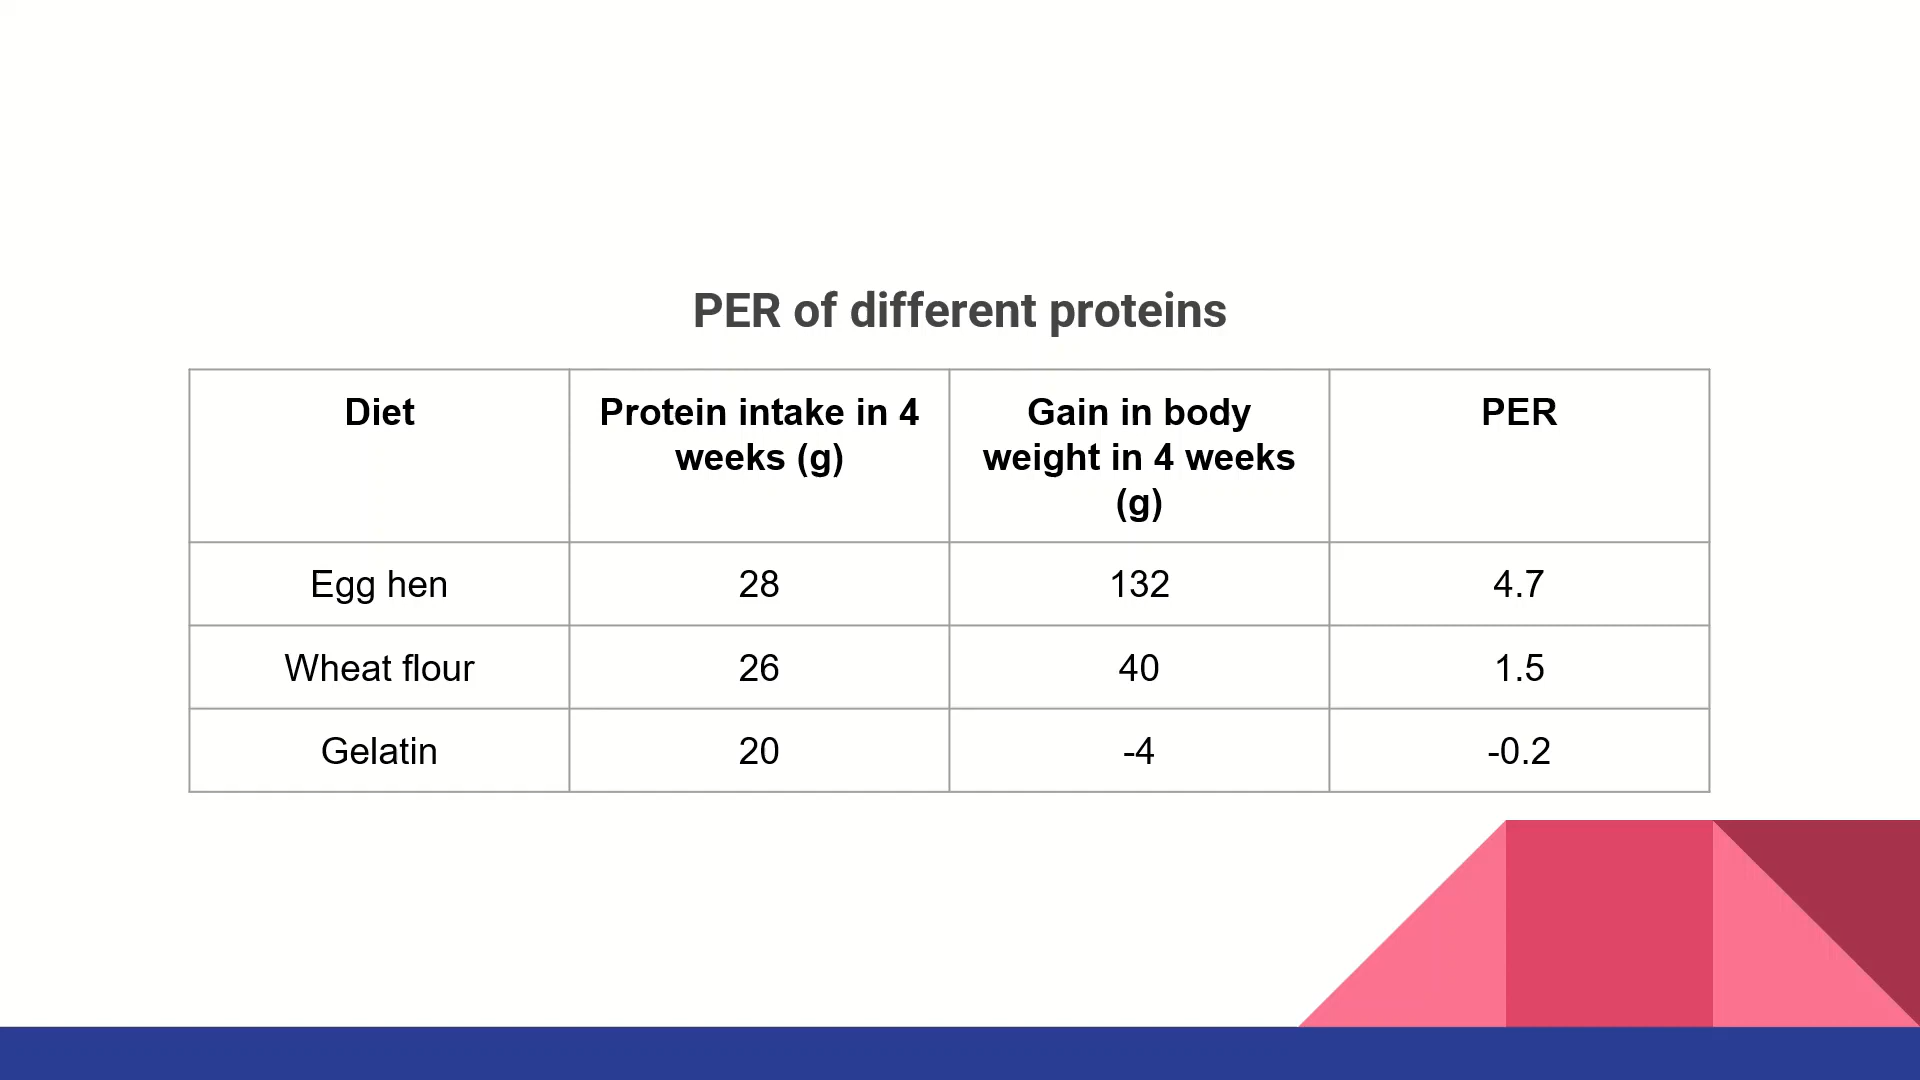 PER of different proteins
Diet
Protein intake in 4
weeks (g)
Gain in body
weight in 4 weeks
(g)
PER
Egg hen 28 132 4.7
Wheat flour 26 40 1.5
Gelatin 20 -4 -0.2